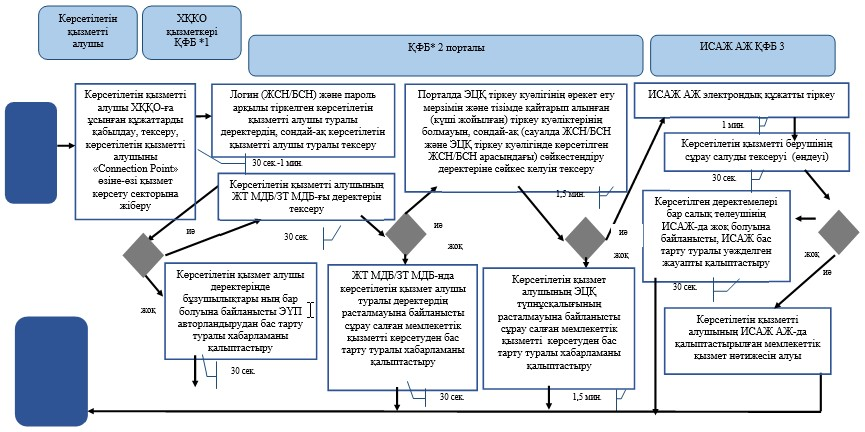 Көрсетілетін
қызметті
алушы
ХҚКО
қызметкері
ҚФБ *1
ҚФБ* 2 порталы
ИСАЖ АЖ ҚФБ 3
Көрсетілетін қызметті
алушы ХҚҚО-ға
ұсынған құжаттарды
қабылдау, тексеру,
көрсетілетін қызметті
алушыны
«Connection Point»
өзіне-өзі қызмет
көрсету секторына
жіберу
Логин (ЖСН/БСН) және пароль
арқылы тіркелген көрсетілетін
қызметті алушы туралы
деректердің, сондай-ақ көрсетілетін
қызметті алушы туралы тексеру
30 сек.-1 мин.
Көрсетілетін қызметті алушының
ЖТ МДБ/ЗТ МДБ-ғы деректерін
тексеру
30 сек.
Порталда ЭЦҚ тіркеу куәлігінің әрекет ету
мерзімін және тізімде қайтарып алынған
(күші жойылған) тіркеу куәліктерінің
болмауын, сондай-ақ (сауалда ЖСН/БСН
және ЭЦҚ тіркеу куәлігінде көрсетілген
ЖСН/БСН арасындағы) сәйкестендіру
деректеріне сәйкес келуін тексеру
1,5 мин.
ИСАЖ АЖ электрондық құжатты тіркеу
1 мин.
Көрсетілетін қызметті берушінің
сұрау салуды тексеруі (өңдеуі)
30 сек.
Көрсетілген деректемелері
бар салық төлеушінің
ИСАЖ-да жоқ болуына
байланысты, ИСАЖ бас
тарту туралы уәжделген
жауапты қалыптастыру
30 сек.
иә
жоқ
иә
жоқ
иә
жоқ
жоқ
иә
Көрсетілетін қызмет алушы
деректерінде
бұзушылықтары ның бар
болуына байланысты ЭҮП
авторландырудан бас тарту
туралы хабарламаны
қалыптастыру
30 сек.
ЖТ МДБ/ЗТ МДБ-нда
көрсетілетін қызмет алушы
туралы деректердің
расталмауына байланысты
сұрау салған мемлекеттік
қызметті көрсетуден бас
тарту туралы хабарламаны
қалыптастыру
30 сек.
Көрсетілетін қызмет
алушының ЭЦҚ
түпнұсқалығының
расталмауына байланысты
сұрау салған мемлекеттік
қызметті көрсетуден бас
тарту туралы хабарламаны
қалыптастыру
1,5 мин.
Көрсетілетін қызметті
алушының ИСАЖ АЖ-да
қалыптастырылған мемлекеттік
қызмет нәтижесін алуы